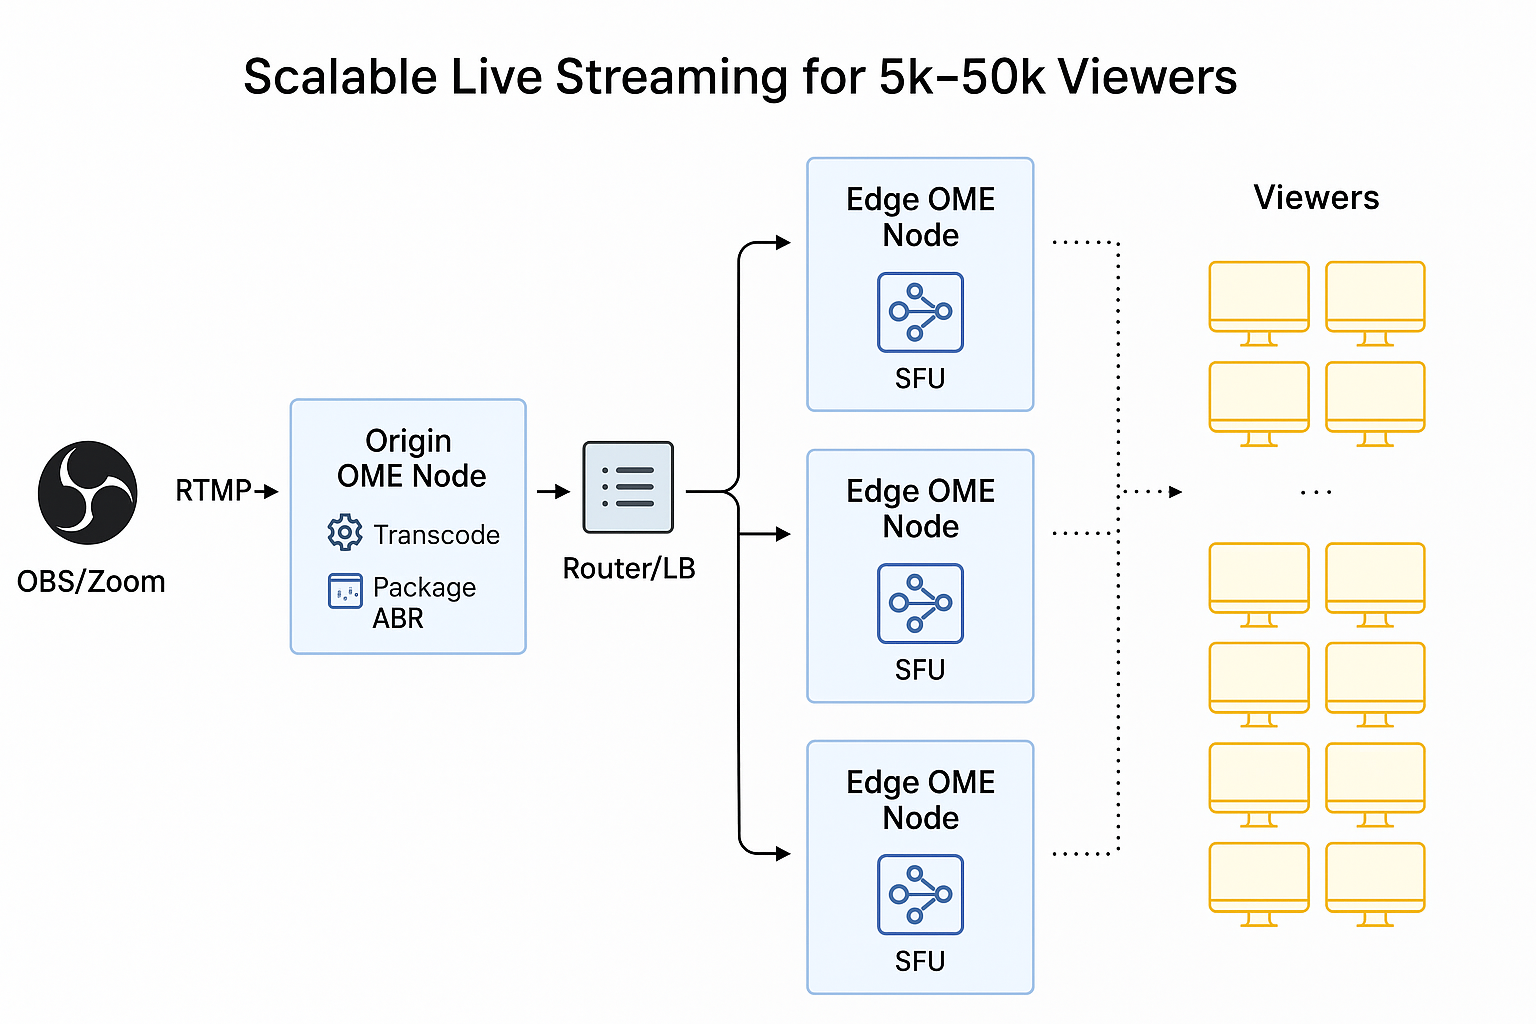 Scalable Live Streaming for 5k–50k Viewers
OBS/Zoom
RTMP
Origin
OME Node
Transcode
Package
ABR
Router/LB
Edge OME
Node
SFU
Edge OME
Node
SFU
Edge OME
Node
SFU
Viewers
...